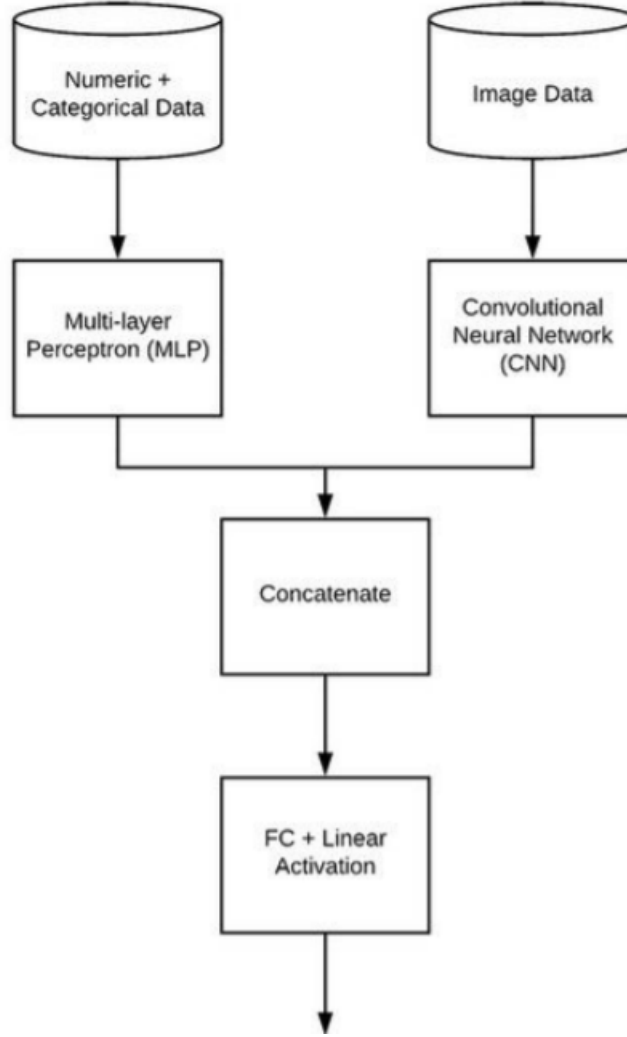 Numeric +
Categorical Data
Image Data
Multi-layer
Perceptron (MLP)
Convolutional
Neural Network
(CNN)
Concatenate
FC + Linear
Activation